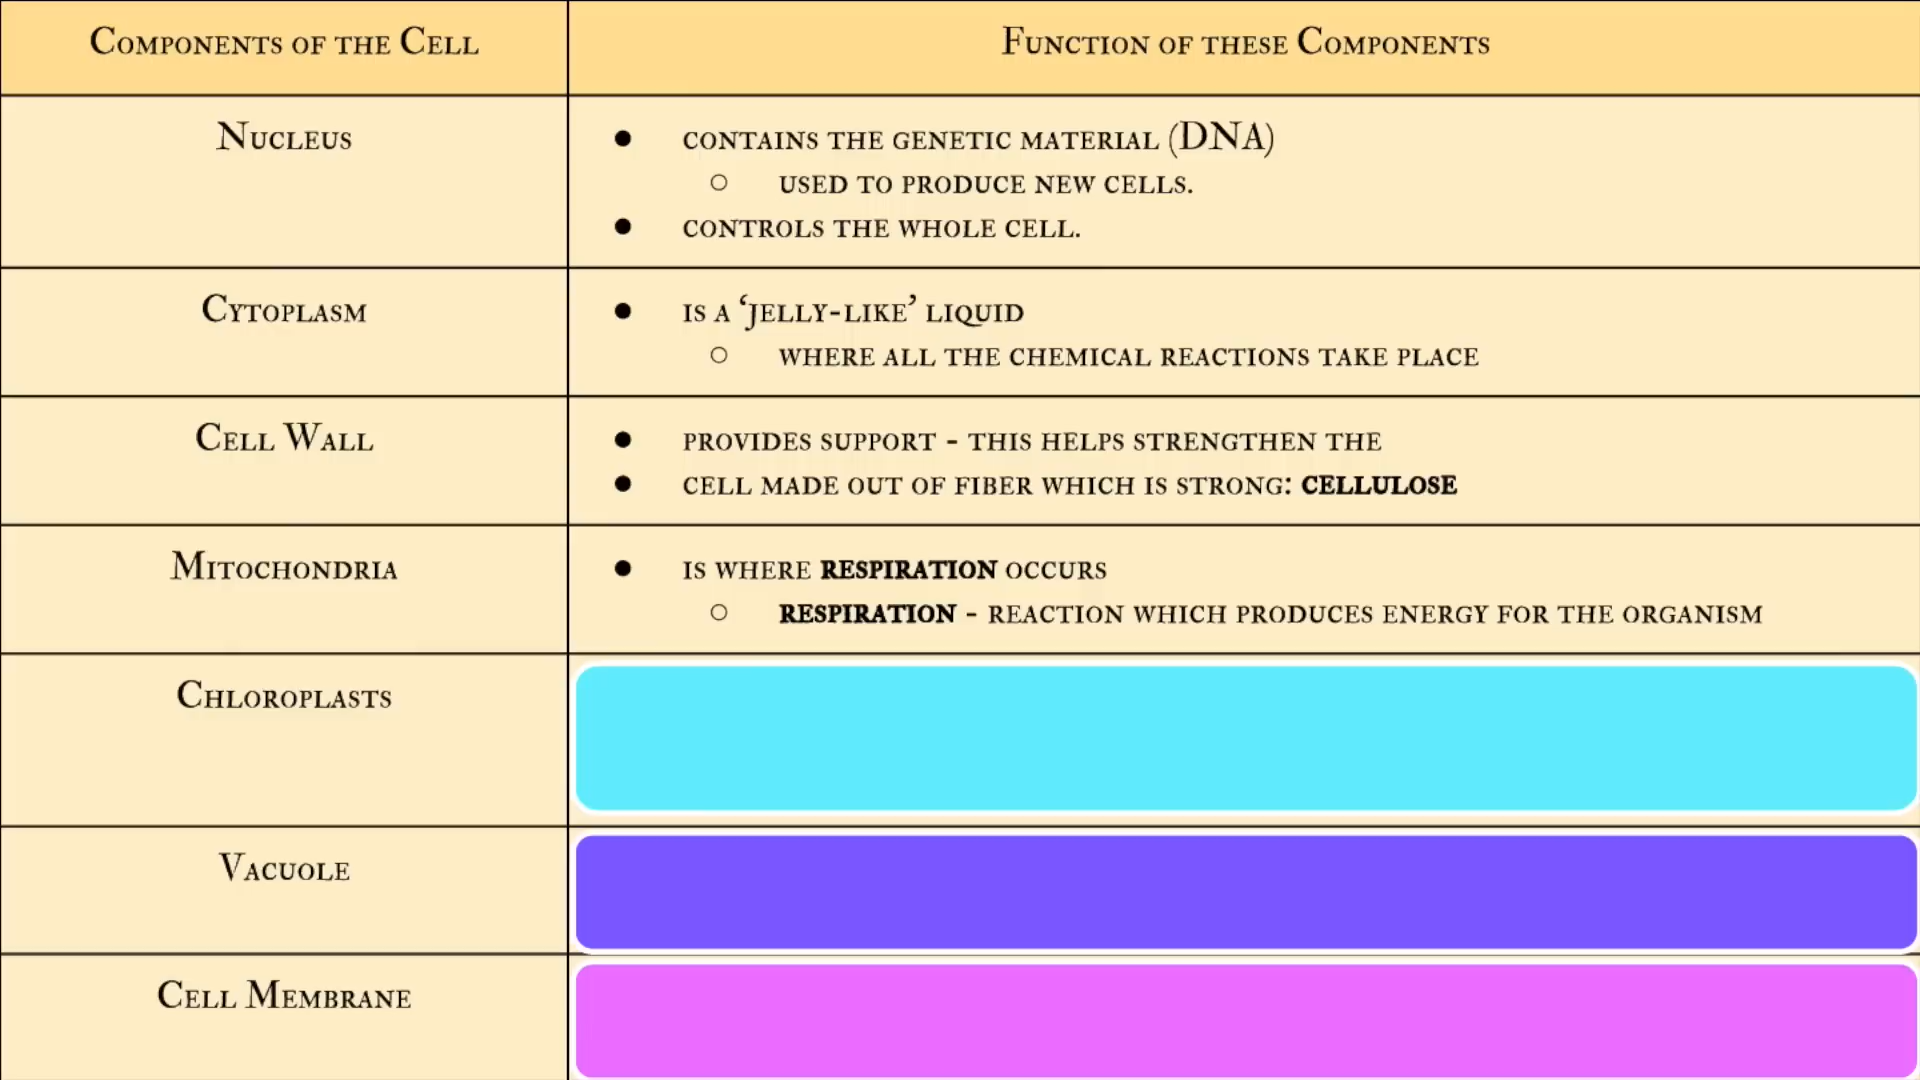 Components of the Cell
Function of these Components
Nucleus
contains the genetic material (DNA)
used to produce new cells.
controls the whole cell.
Cytoplasm
is a ‘jelly-like’ liquid
where all the chemical reactions take place
Cell Wall
provides support - this helps strengthen the
cell made out of fiber which is strong: cellulose
Mitochondria
is where respiration occurs
respiration - reaction which produces energy for the organism
Chloroplasts
Vacuole
Cell Membrane